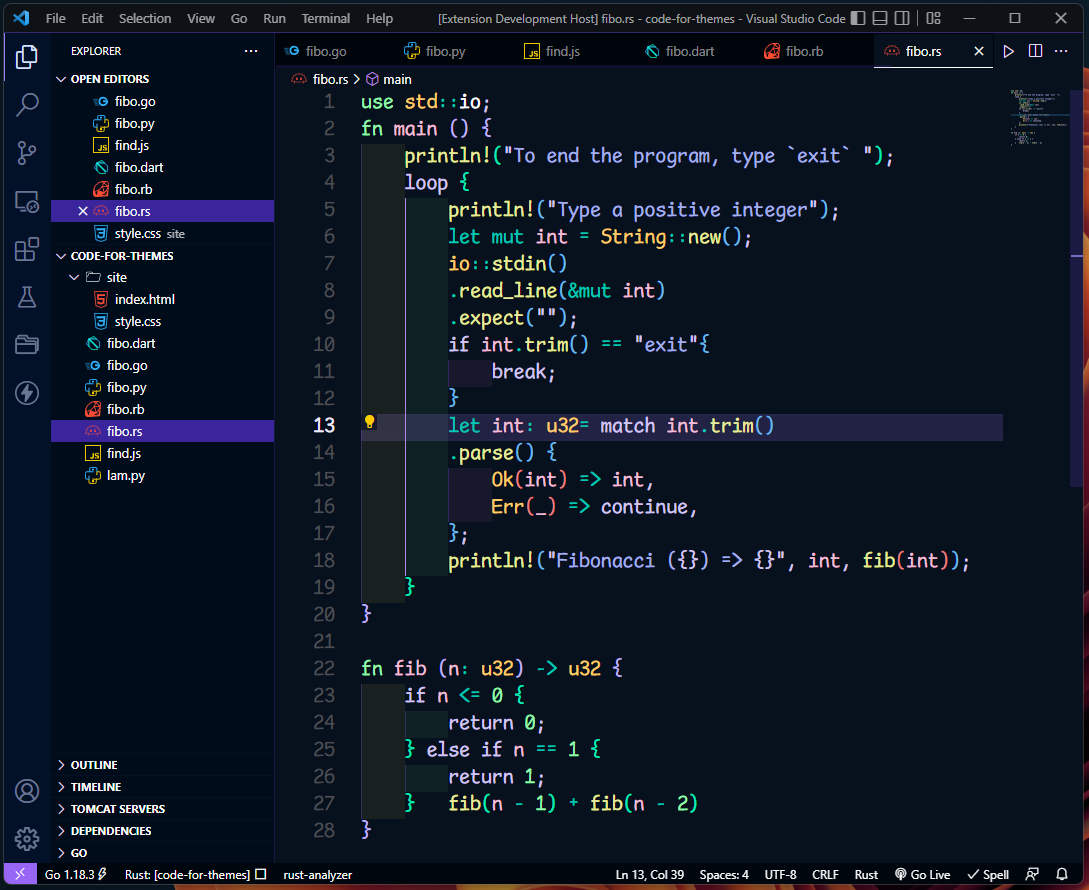 File Edit Selection View Go Run Terminal Help [Extension Development Host] fibo.rs - code-for-themes - Visual Studio Code
EXPLORER
fibo.go fibo.py find.js fibo.dart fibo.rb fibo.rs
fibo.rs > main
OPEN EDITORS
fibo.go
fibo.py
find.js
fibo.dart
fibo.rb
fibo.rs
style.css site
CODE-FOR-THEMES
site
index.html
style.css
fibo.dart
fibo.go
fibo.py
fibo.rb
fibo.rs
find.js
lam.py
OUTLINE
TIMELINE
TOMCAT SERVERS
DEPENDENCIES
GO
1 use std::io;
2 fn main () {
3 println!("To end the program, type `exit` ");
4 loop {
5 println!("Type a positive integer");
6 let mut int = String::new();
7 io::stdin()
8 .read_line(&mut int)
9 .expect("");
10 if int.trim() == "exit"{
11 break;
12 }
13 let int: u32= match int.trim()
14 .parse() {
15 Ok(int) => int,
16 Err(_) => continue,
17 };
18 println!("Fibonacci ({}) => {}", int, fib(int));
19 }
20 }
21
22 fn fib (n: u32) -> u32 {
23 if n <= 0 {
24 return 0;
25 } else if n == 1 {
26 return 1;
27 } fib(n - 1) + fib(n - 2)
28 }
Go 1.18.3 Rust: [code-for-themes] rust-analyzer Ln 13, Col 39 Spaces: 4 UTF-8 CRLF Rust Go Live Spell